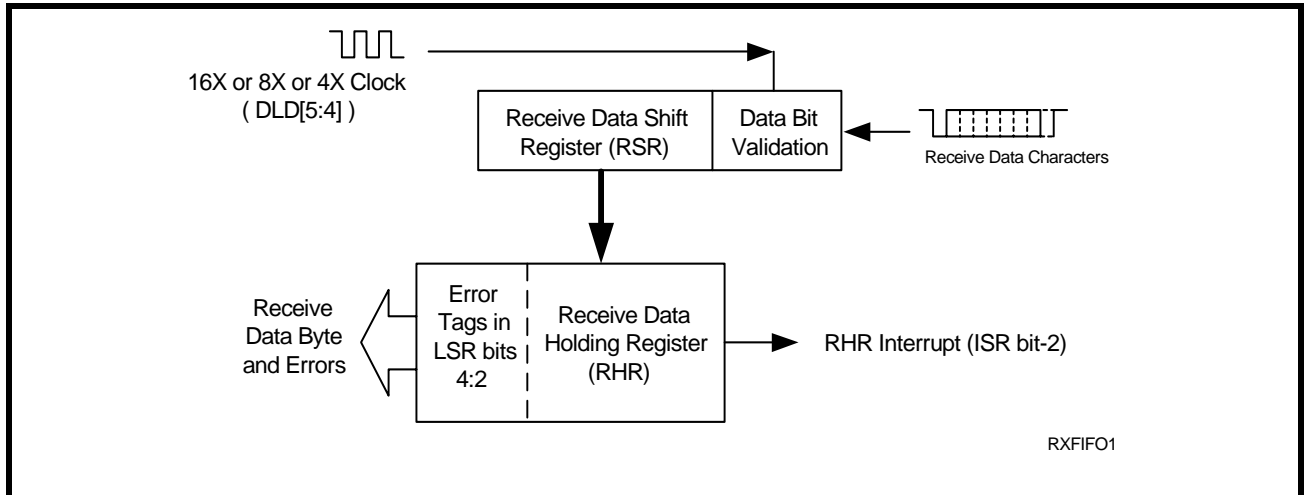 16X or 8X or 4X Clock
( DLD[5:4] )
Receive Data Shift
Register (RSR)
Data Bit
Validation
Receive Data Characters
Receive
Data Byte
and Errors
Error
Tags in
LSR bits
4:2
Receive Data
Holding Register
(RHR)
RHR Interrupt (ISR bit-2)
RXFIFO1